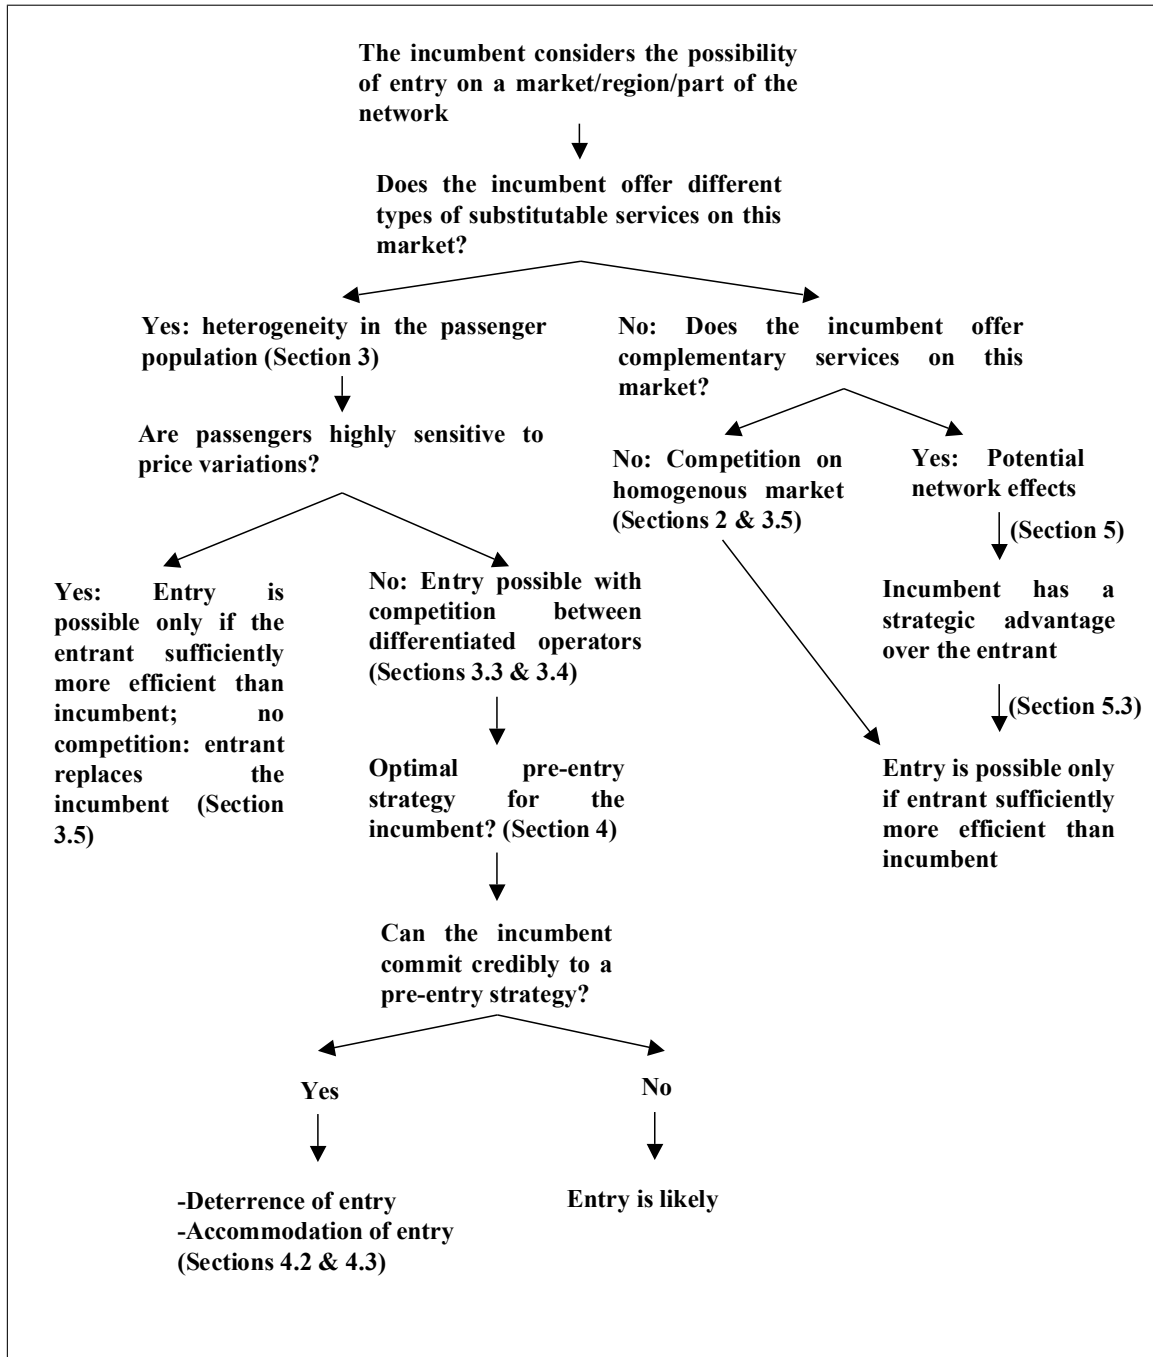 The incumbent considers the possibility
of entry on a market/region/part of the
network
Does the incumbent offer different
types of substitutable services on this
market?
Yes: heterogeneity in the passenger
population (Section 3)
No: Does the incumbent offer
complementary services on this
market?
Are passengers highly sensitive to
price variations?
No: Competition on
homogenous market
(Sections 2 & 3.5)
Yes: Potential
network effects
(Section 5)
Yes: Entry is
possible only if the
entrant sufficiently
more efficient than
incumbent; no
competition: entrant
replaces the
incumbent (Section
3.5)
No: Entry possible with
competition between
differentiated operators
(Sections 3.3 & 3.4)
Incumbent has a
strategic advantage
over the entrant
(Section 5.3)
Optimal pre-entry
strategy for the
incumbent? (Section 4)
Entry is possible only
if entrant sufficiently
more efficient than
incumbent
Can the incumbent
commit credibly to a
pre-entry strategy?
Yes
No
-Deterrence of entry
-Accommodation of entry
(Sections 4.2 & 4.3)
Entry is likely